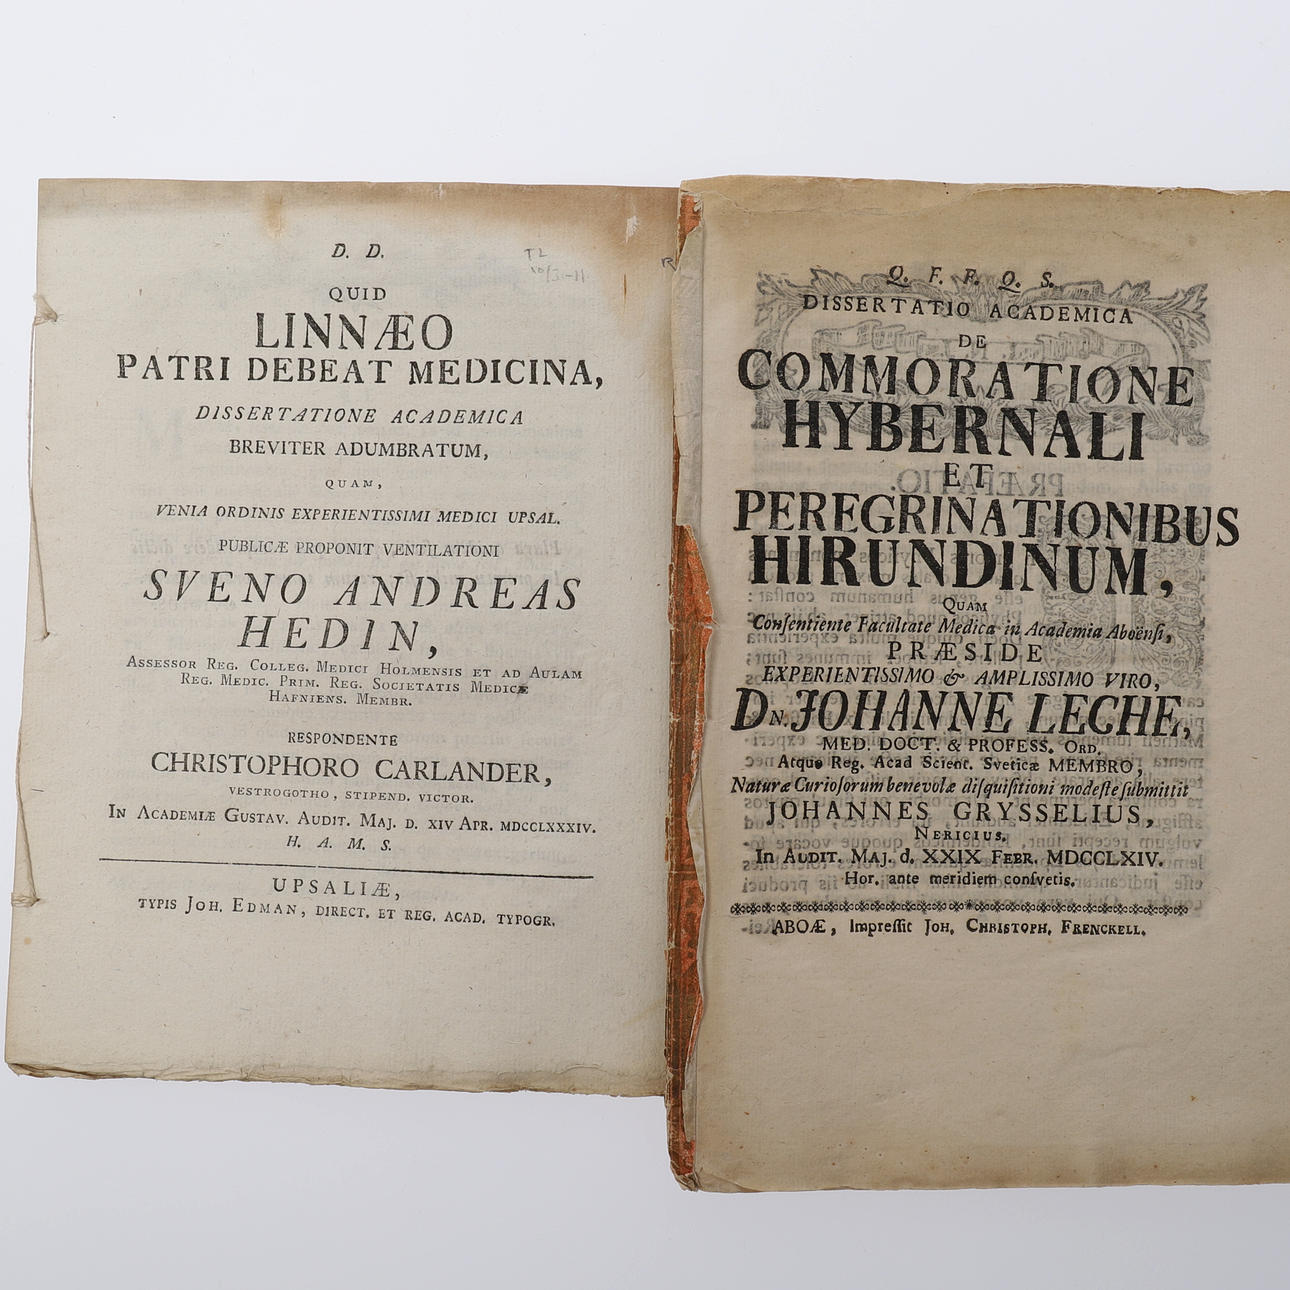 D. D.
QUID
LINNÆO
PATRI DEBEAT MEDICINA,
DISSERTATIONE ACADEMICA
BREVITER ADUMBRATUM,
QUAM,
VENIA ORDINIS EXPERIENTISSIMI MEDICI UPSAL.
PUBLICÆ PROPONIT VENTILATIONI
SVENO ANDREAS
HEDIN,
ASSESSOR REG. COLLEG. MEDICI HOLMENSIS ET AD AULAM
REG. MEDIC. PRIM. REG. SOCIETATIS MEDICÆ
HAFNIENS. MEMBR.
RESPONDENTE
CHRISTOPHORO CARLANDER,
VESTROGOTHO, STIPEND. VICTOR.
IN ACADEMIÆ GUSTAV. AUDIT. MAJ. D. XIV APR. MDCCLXXXIV.
H. A. M. S.
UPSALIÆ,
TYPIS JOH. EDMAN, DIRECT. ET REG. ACAD. TYPOGR.
Q. F. F. Q. S.
DISSERTATIO ACADEMICA
DE
COMMORATIONE
HYBERNALI
ET
PEREGRINATIONIBUS
HIRUNDINUM,
QUAM
Conſentiente Facultate Medica in Academia Aboënſi,
PRÆSIDE
EXPERIENTISSIMO & AMPLISSIMO VIRO,
DN. JOHANNE LECHE,
MED. DOCT. & PROFESS. ORD.
Atque Reg. Acad Scient. Sveticæ MEMBRO,
Naturæ Curioſorum benevolæ diſquiſitioni modeſte ſubmittit
JOHANNES GRYSSELIUS,
NERICIUS.
In AUDIT. MAJ. d. XXIX FEBR. MDCCLXIV.
Hor. ante meridiem conſvetis.
ABOÆ, Impreſſit JOH. CHRISTOPH. FRENCKELL.